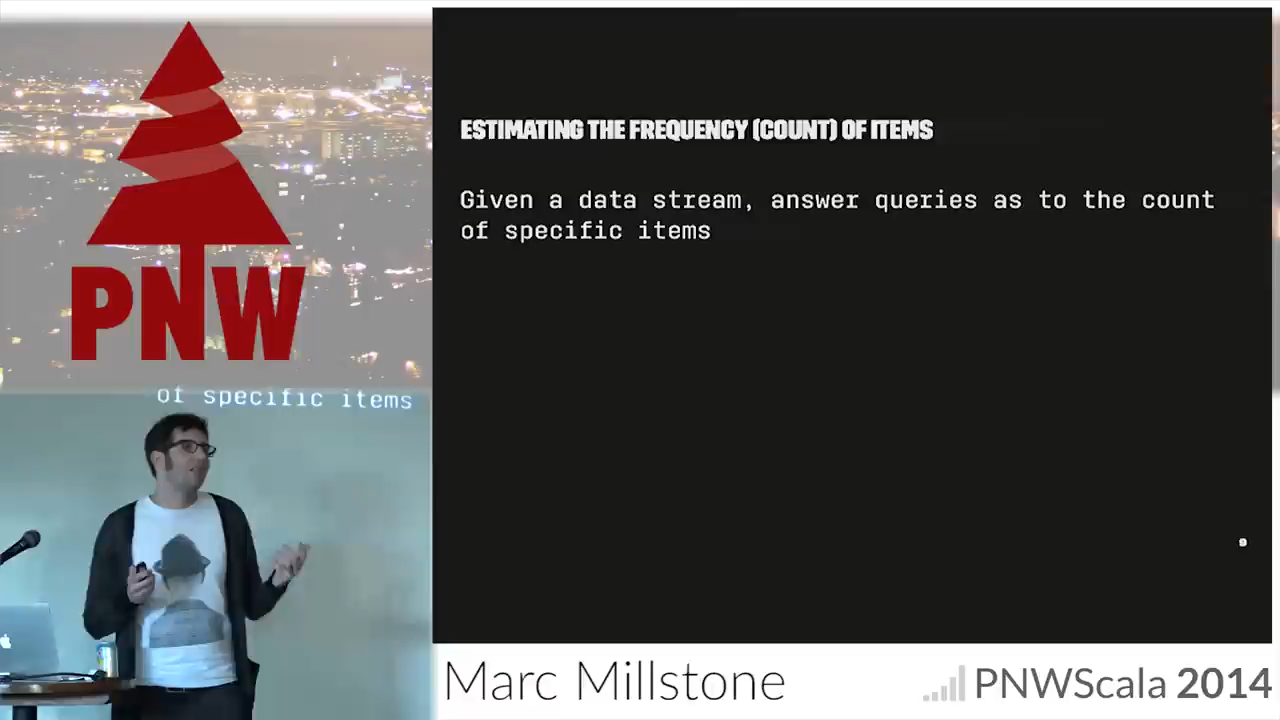 PNW
of specific items
ESTIMATING THE FREQUENCY (COUNT) OF ITEMS
Given a data stream, answer queries as to the count
of specific items
9
Marc Millstone
PNWScala 2014